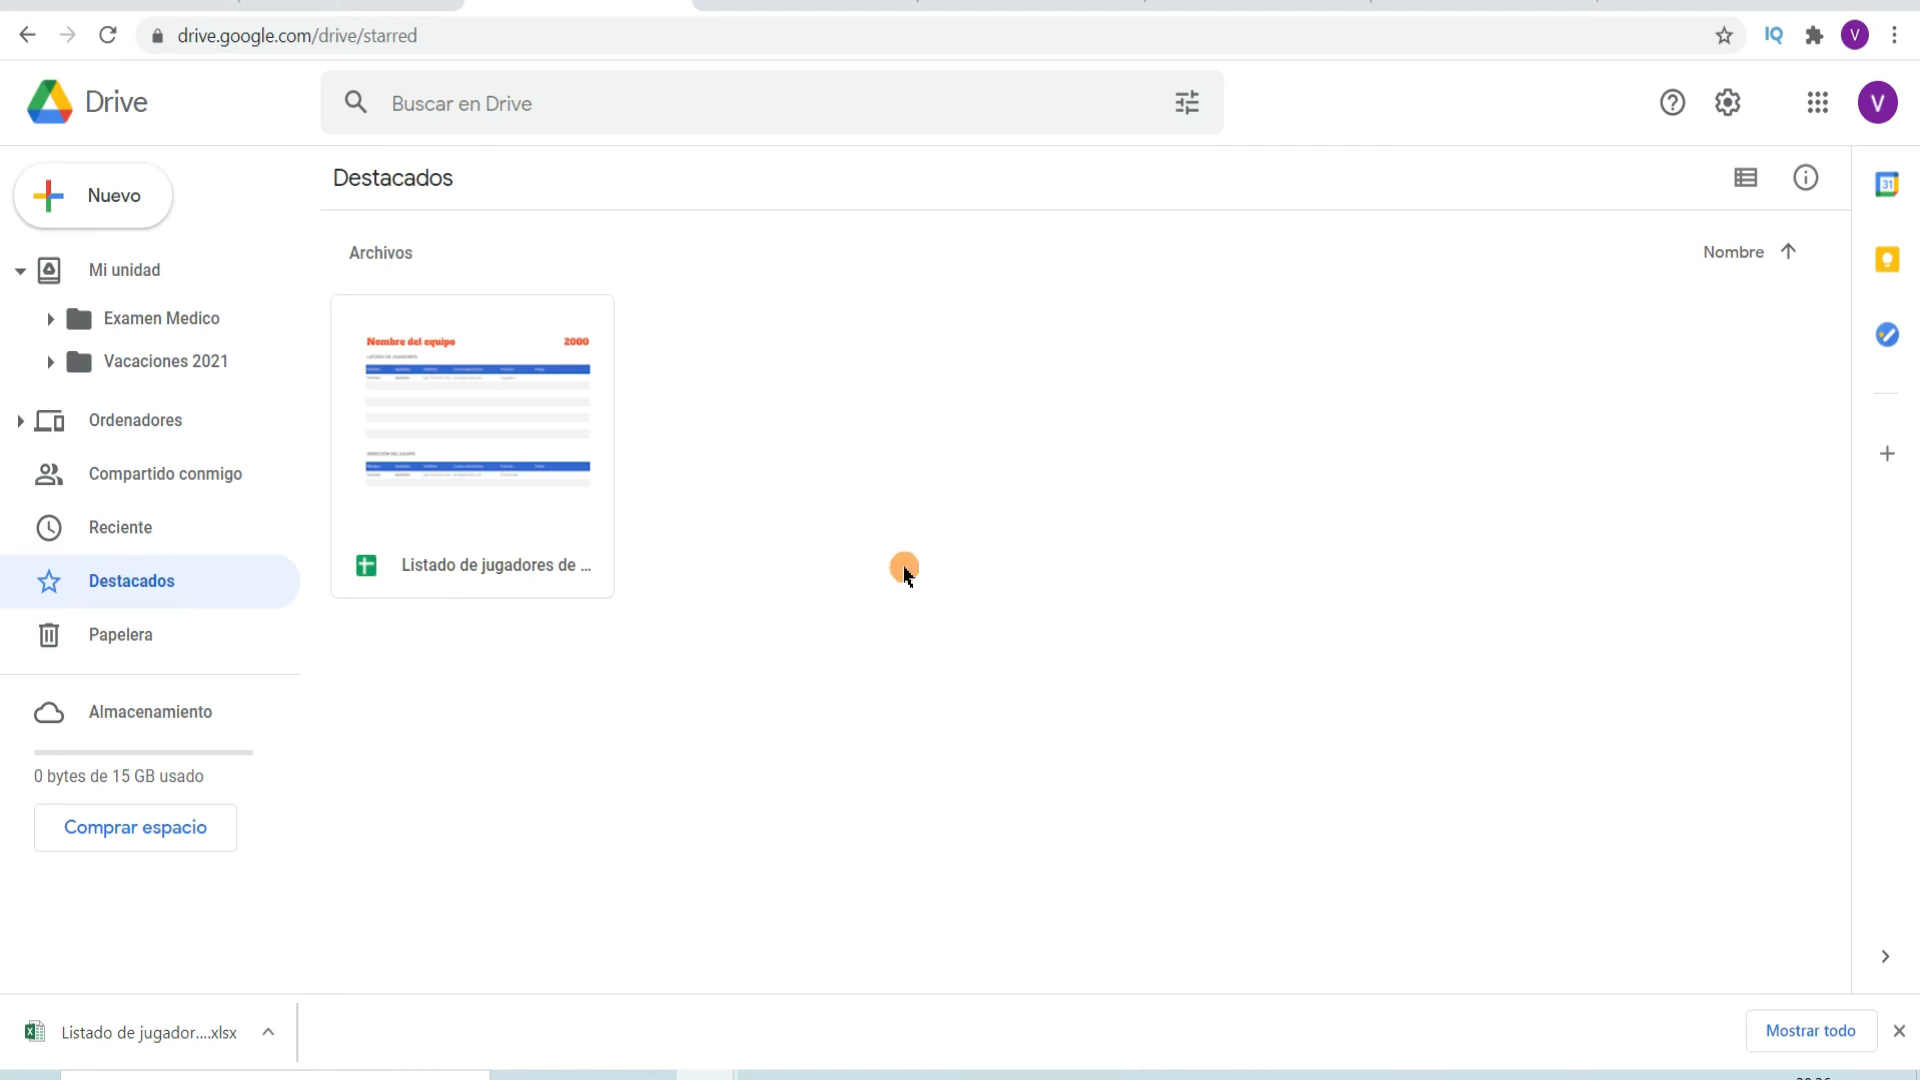 drive.google.com/drive/starred
IQ
V
Drive
Buscar en Drive
V
Nuevo
Destacados
31
Mi unidad
Archivos
Nombre
Examen Medico
Vacaciones 2021
Nombre del equipo 2000
Ordenadores
Compartido conmigo
Reciente
Listado de jugadores de ...
Destacados
Papelera
Almacenamiento
0 bytes de 15 GB usado
Comprar espacio
Listado de jugador....xlsx
Mostrar todo